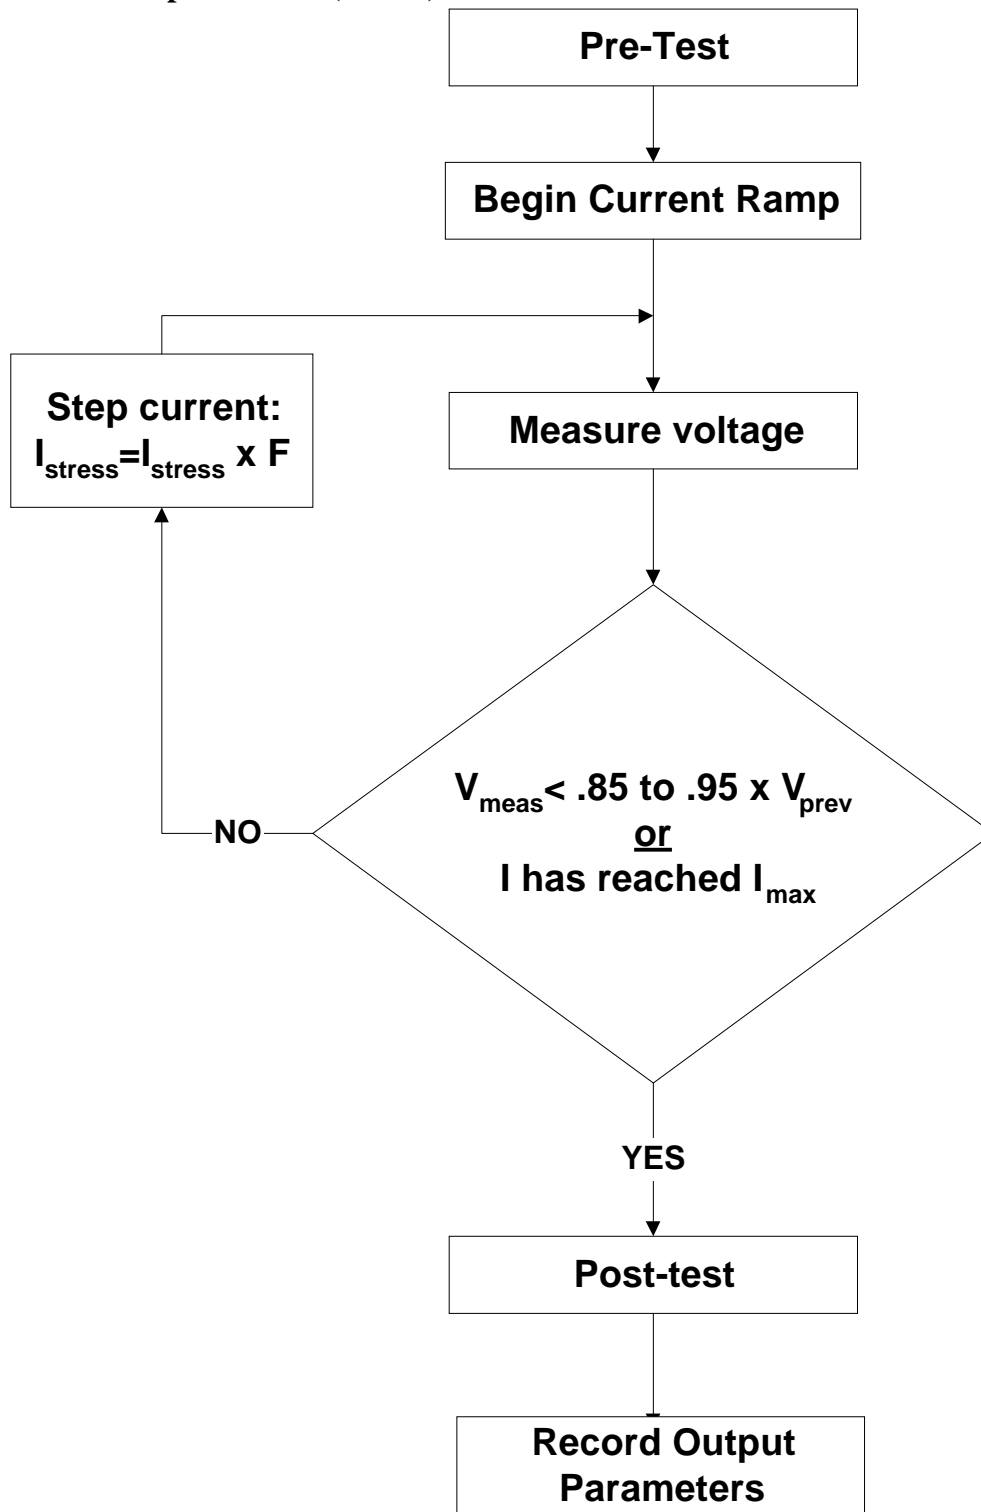 Pre-Test
Begin Current Ramp
Step current:
Istress=Istress x F
Measure voltage
Vmeas< .85 to .95 x Vprev
or
I has reached Imax
NO
YES
Post-test
Record Output
Parameters